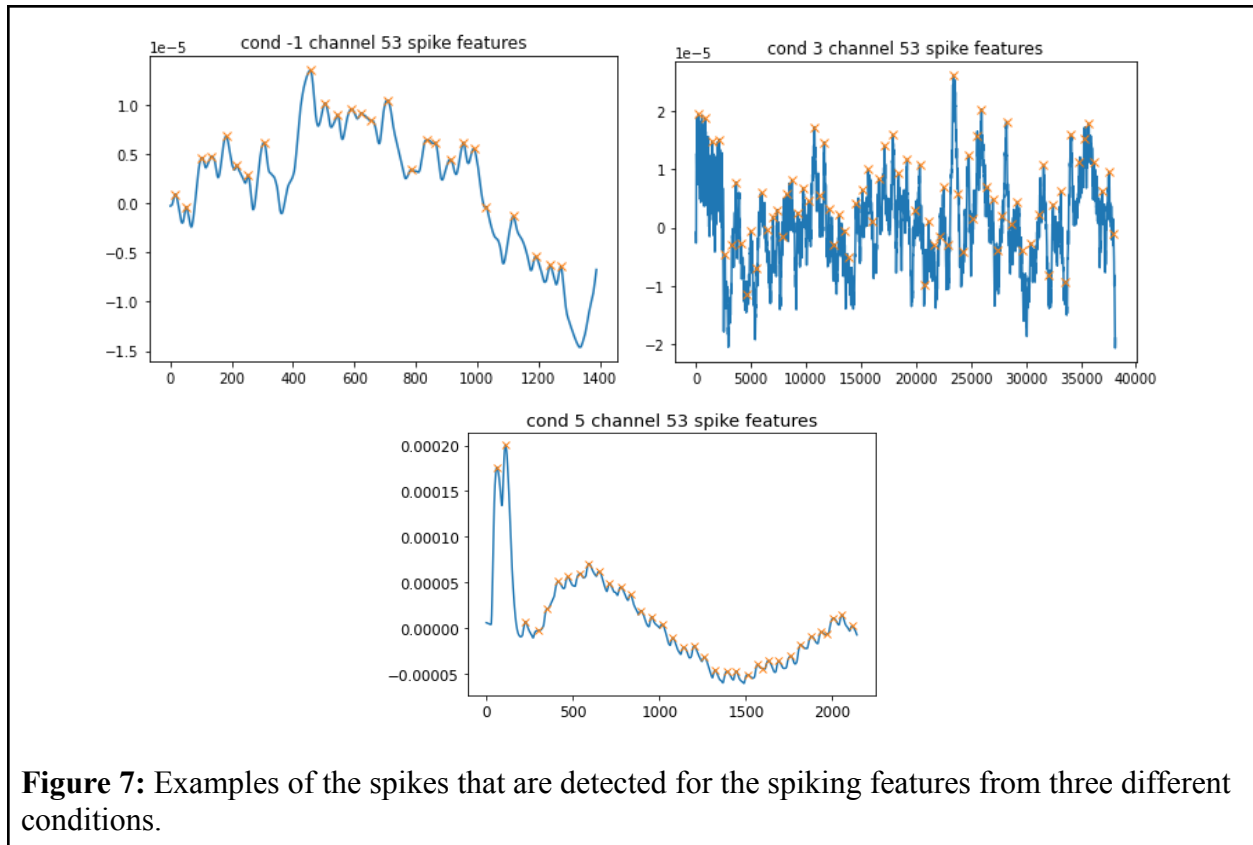 cond -1 channel 53 spike features
1e−5
1.0
0.5
0.0
−0.5
−1.0
−1.5
0 200 400 600 800 1000 1200 1400
cond 3 channel 53 spike features
1e−5
2
1
0
−1
−2
0 5000 10000 15000 20000 25000 30000 35000 40000
cond 5 channel 53 spike features
0.00020
0.00015
0.00010
0.00005
0.00000
−0.00005
0 500 1000 1500 2000
Figure 7: Examples of the spikes that are detected for the spiking features from three different
conditions.